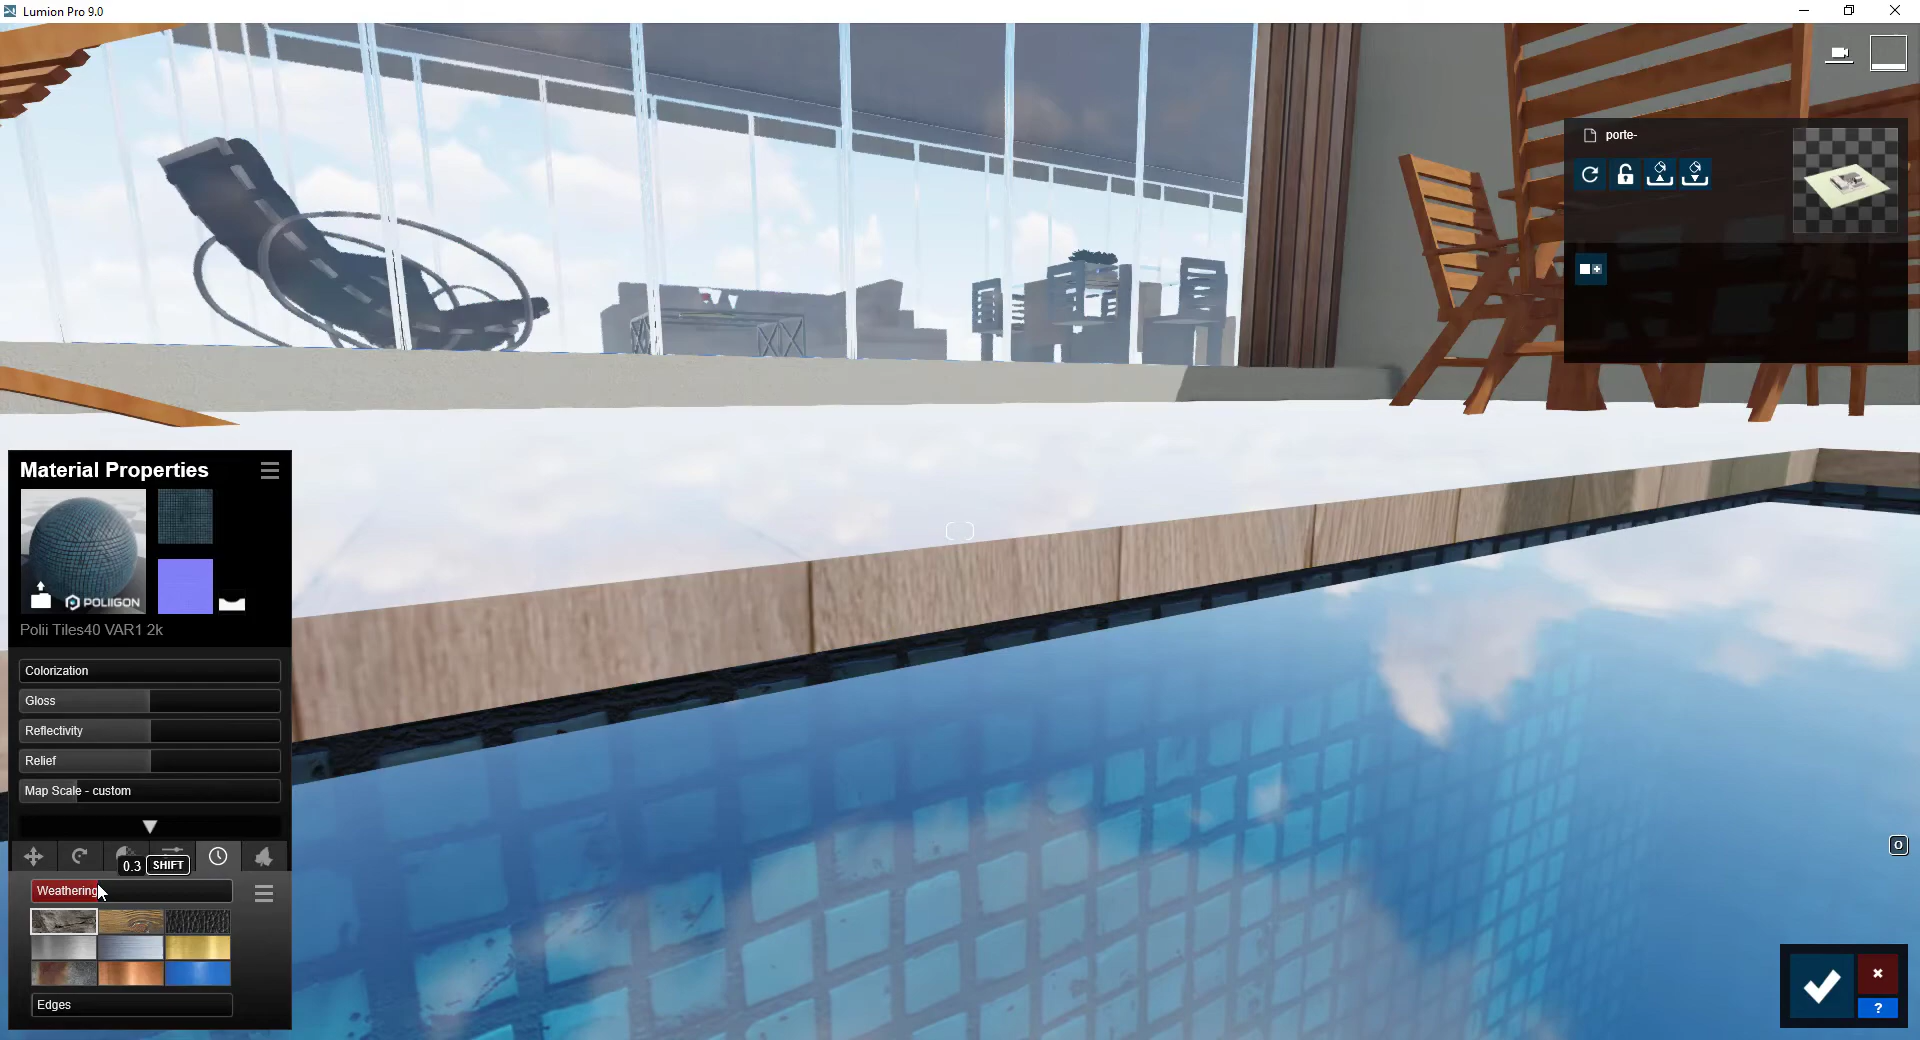 Lumion Pro 9.0
porte-
Material Properties
POLIIGON
Polii Tiles40 VAR1 2k
Colorization
Gloss
Reflectivity
Relief
Map Scale - custom
0.3 SHIFT
Weathering
Edges
O
?